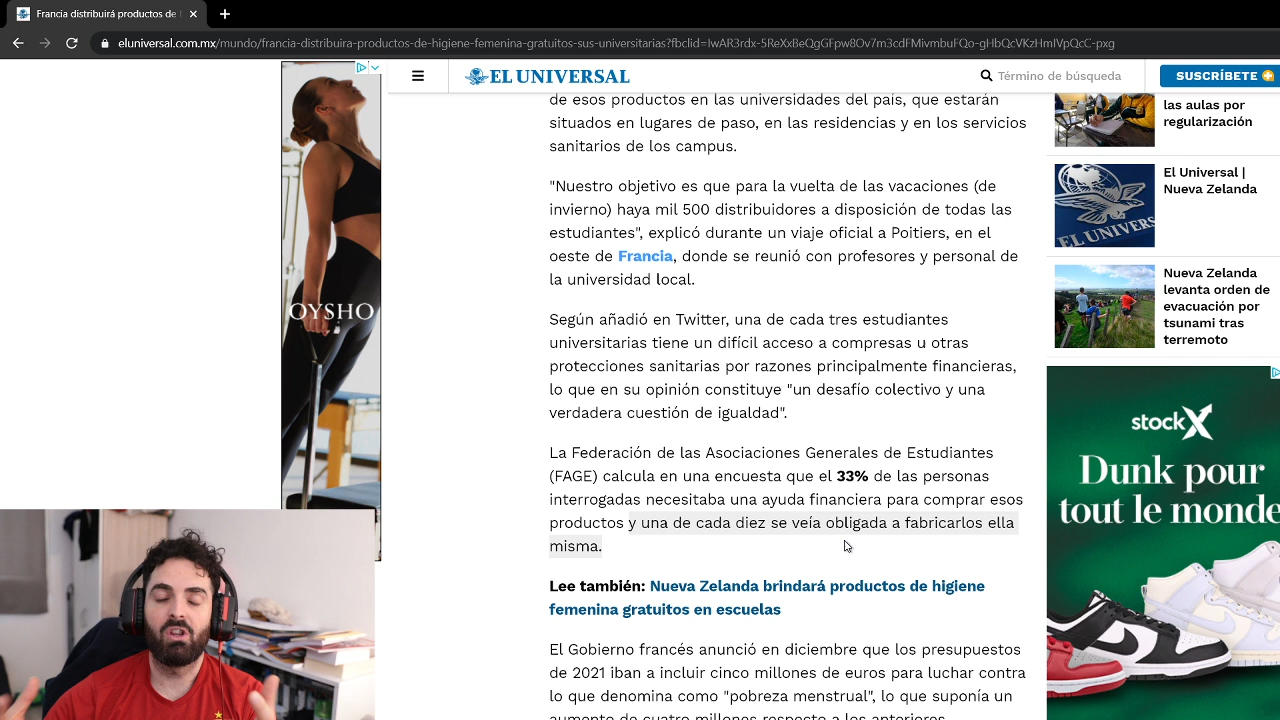 Francia distribuirá productos de
eluniversal.com.mx/mundo/francia-distribuira-productos-de-higiene-femenina-gratuitos-sus-universitarias?fbclid=IwAR3rdx-5ReXxBeQgGFpw8Ov7m3cdFMivmbuFQo-gHbQcVKzHmIVpQcC-pxg
EL UNIVERSAL
Término de búsqueda
SUSCRÍBETE
OYSHO
de esos productos en las universidades del país, que estarán
situados en lugares de paso, en las residencias y en los servicios
sanitarios de los campus.
"Nuestro objetivo es que para la vuelta de las vacaciones (de
invierno) haya mil 500 distribuidores a disposición de todas las
estudiantes", explicó durante un viaje oficial a Poitiers, en el
oeste de Francia, donde se reunió con profesores y personal de
la universidad local.
Según añadió en Twitter, una de cada tres estudiantes
universitarias tiene un difícil acceso a compresas u otras
protecciones sanitarias por razones principalmente financieras,
lo que en su opinión constituye "un desafío colectivo y una
verdadera cuestión de igualdad".
La Federación de las Asociaciones Generales de Estudiantes
(FAGE) calcula en una encuesta que el 33% de las personas
interrogadas necesitaba una ayuda financiera para comprar esos
productos y una de cada diez se veía obligada a fabricarlos ella
misma.
Lee también: Nueva Zelanda brindará productos de higiene
femenina gratuitos en escuelas
El Gobierno francés anunció en diciembre que los presupuestos
de 2021 iban a incluir cinco millones de euros para luchar contra
lo que denomina como "pobreza menstrual", lo que suponía un
aumento de cuatro millones respecto a los anteriores.
las aulas por
regularización
El Universal |
Nueva Zelanda
EL UNIVERS
Nueva Zelanda
levanta orden de
evacuación por
tsunami tras
terremoto
stockX
Dunk pour
tout le monde